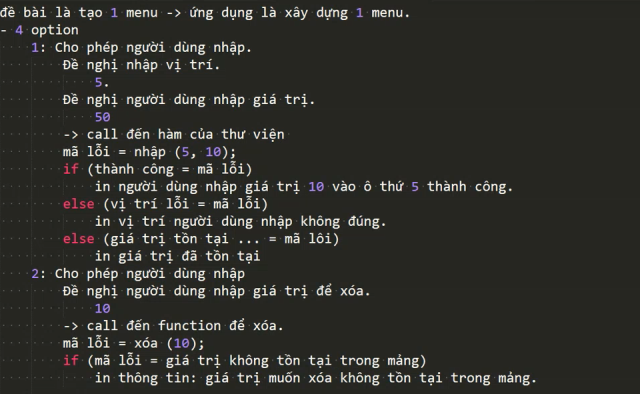 đề bài là tạo 1 menu -> ứng dụng là xây dựng 1 menu.
- 4 option
1: Cho phép người dùng nhập.
Đề nghị nhập vị trí.
5.
Đề nghị người dùng nhập giá trị.
50
-> call đến hàm của thư viện
mã lỗi = nhập (5, 10);
if (thành công = mã lỗi)
in người dùng nhập giá trị 10 vào ô thứ 5 thành công.
else (vị trí lỗi = mã lỗi)
in vị trí người dùng nhập không đúng.
else (giá trị tồn tại ... = mã lôi)
in giá trị đã tồn tại
2: Cho phép người dùng nhập
Đề nghị người dùng nhập giá trị để xóa.
10
-> call đến function để xóa.
mã lỗi = xóa (10);
if (mã lỗi = giá trị không tồn tại trong mảng)
in thông tin: giá trị muốn xóa không tồn tại trong mảng.